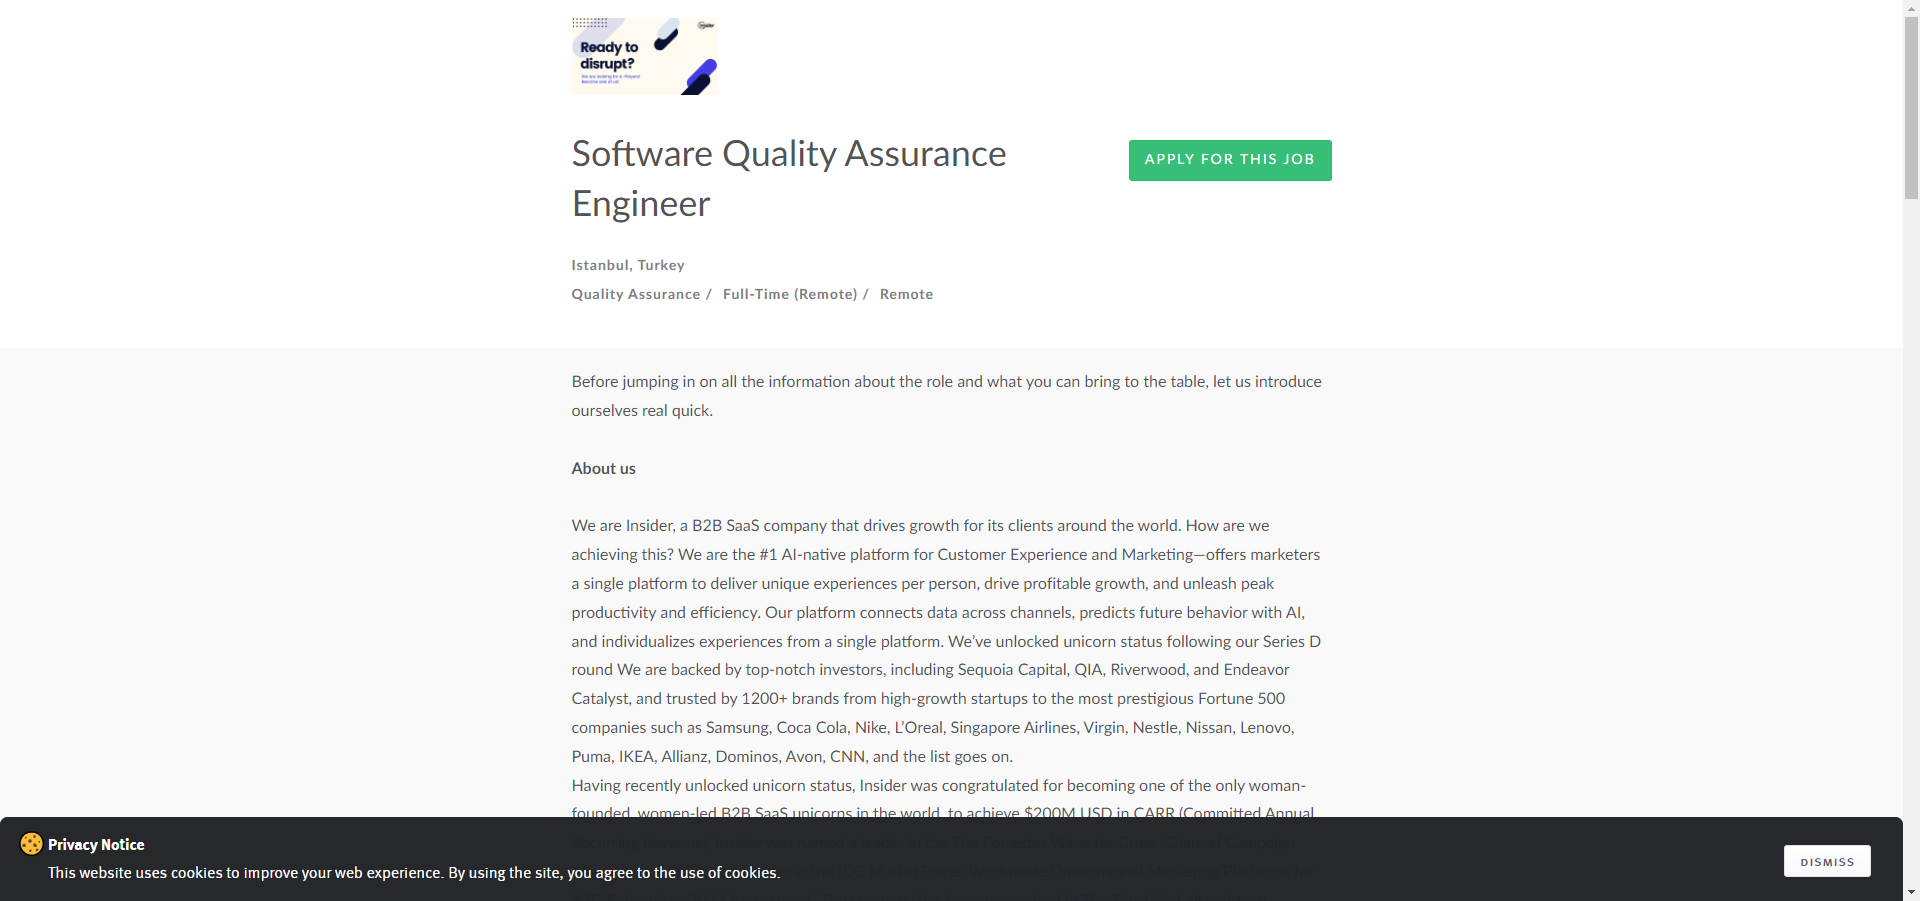 Ready to
disrupt?
We are looking for A-Players!
Become one of us!
Software Quality Assurance
Engineer
APPLY FOR THIS JOB
Istanbul, Turkey
Quality Assurance / Full-Time (Remote) / Remote
Before jumping in on all the information about the role and what you can bring to the table, let us introduce
ourselves real quick.
About us
We are Insider, a B2B SaaS company that drives growth for its clients around the world. How are we
achieving this? We are the #1 AI-native platform for Customer Experience and Marketing—offers marketers
a single platform to deliver unique experiences per person, drive profitable growth, and unleash peak
productivity and efficiency. Our platform connects data across channels, predicts future behavior with AI,
and individualizes experiences from a single platform. We’ve unlocked unicorn status following our Series D
round We are backed by top-notch investors, including Sequoia Capital, QIA, Riverwood, and Endeavor
Catalyst, and trusted by 1200+ brands from high-growth startups to the most prestigious Fortune 500
companies such as Samsung, Coca Cola, Nike, L’Oreal, Singapore Airlines, Virgin, Nestle, Nissan, Lenovo,
Puma, IKEA, Allianz, Dominos, Avon, CNN, and the list goes on.
Having recently unlocked unicorn status, Insider was congratulated for becoming one of the only woman-
founded, women-led B2B SaaS unicorns in the world, to achieve $200M USD in CARR (Committed Annual
Privacy Notice
This website uses cookies to improve your web experience. By using the site, you agree to the use of cookies.
DISMISS